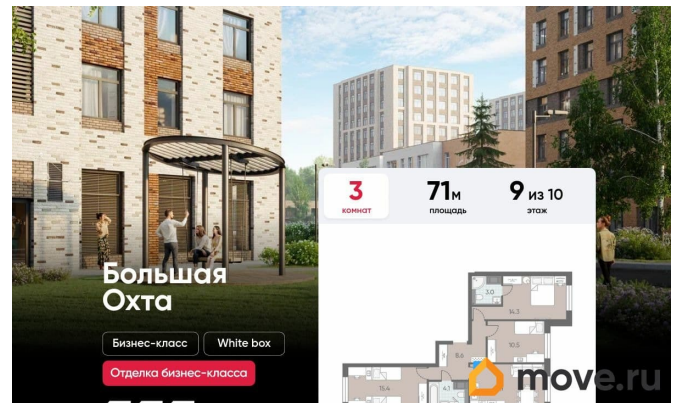 3
комнат
71м
площадь
9 из 10
этаж
Большая
Охта
Бизнес-класс
White box
Отделка бизнес-класса
3.0
14.3
10.5
8.6
15.4
4.3
move.ru